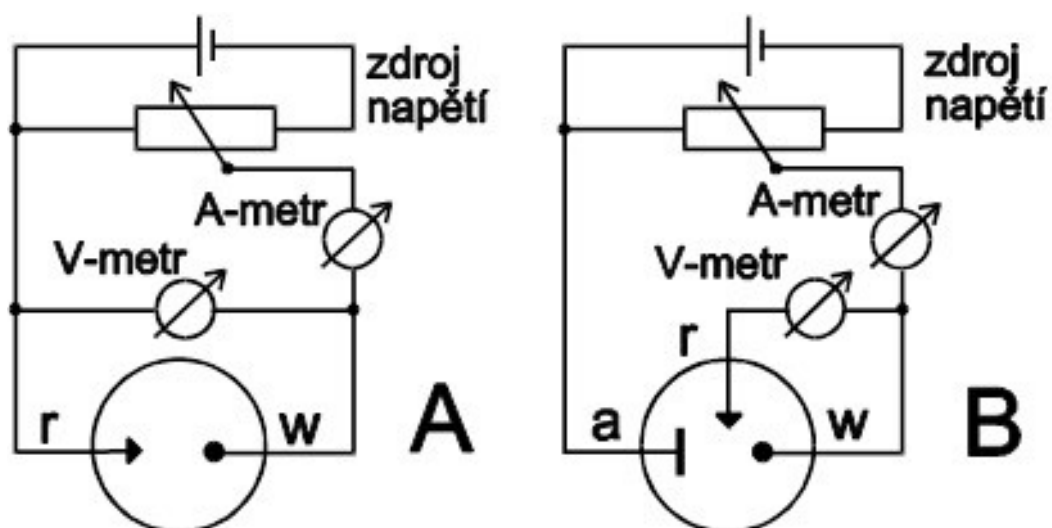 zdroj
napětí
A-metr
V-metr
r
w
A
zdroj
napětí
A-metr
V-metr
r
a
w
B